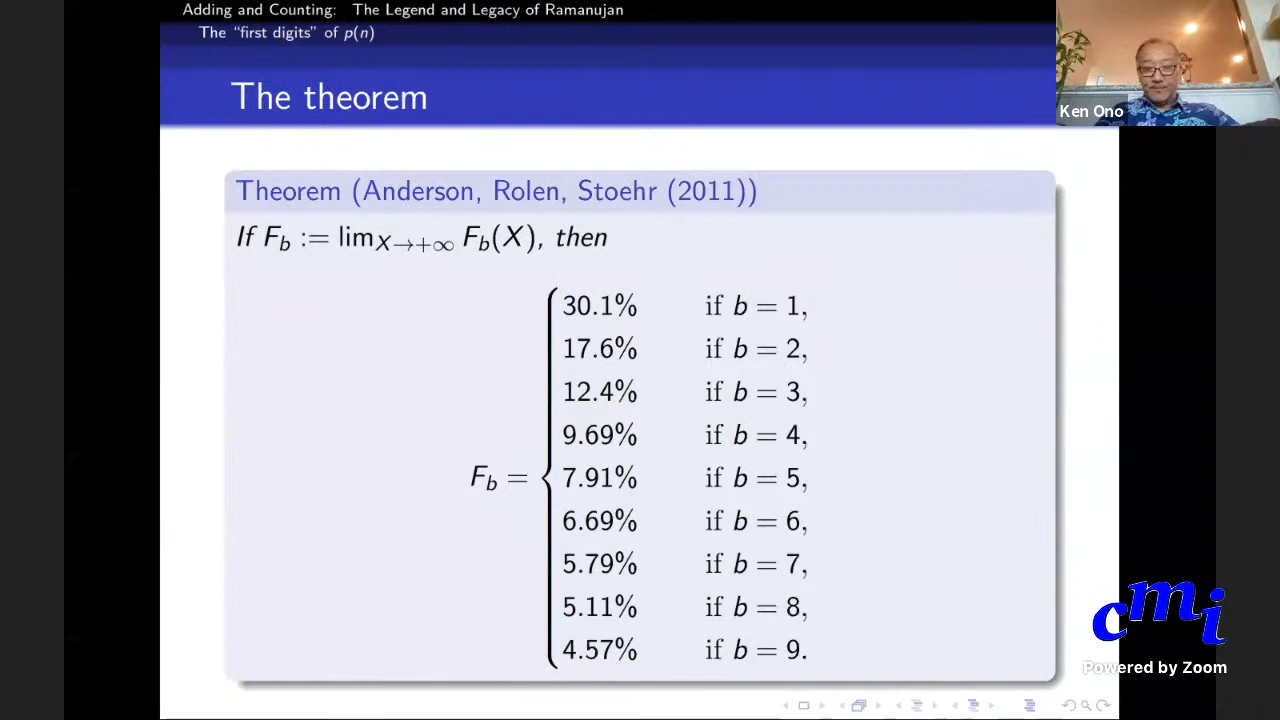 Adding and Counting: The Legend and Legacy of Ramanujan
The “first digits” of p(n)
The theorem
Ken Ono
Theorem (Anderson, Rolen, Stoehr (2011))
If F_b := lim_{X→+∞} F_b(X), then
F_b =
30.1% if b = 1,
17.6% if b = 2,
12.4% if b = 3,
9.69% if b = 4,
7.91% if b = 5,
6.69% if b = 6,
5.79% if b = 7,
5.11% if b = 8,
4.57% if b = 9.
cmi
Powered by Zoom